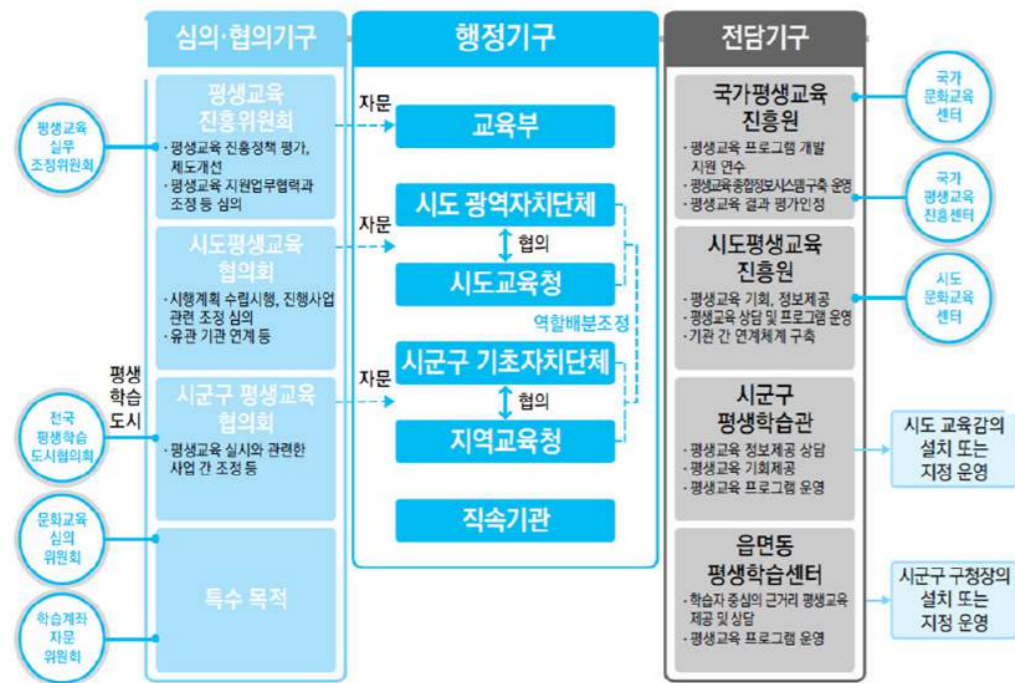 심의·협의기구
행정기구
전담기구
평생교육
실무
조정위원회
전국
평생학습
도시협의회
문화교육
심의
위원회
학습계좌
자문
위원회
평생
학습
도시
평생교육
진흥위원회
· 평생교육 진흥정책 평가,
제도개선
· 평생교육 지원업무협력과
조정 등 심의
시도평생교육
협의회
· 시행계획 수립시행, 진행사업
관련 조정 심의
· 유관 기관 연계 등
시군구 평생교육
협의회
· 평생교육 실시와 관련한
사업 간 조정 등
특수 목적
자문
교육부
자문
시도 광역자치단체
협의
시도교육청
역할배분조정
자문
시군구 기초자치단체
협의
지역교육청
직속기관
국가평생교육
진흥원
· 평생교육 프로그램 개발
지원 연수
· 평생교육종합정보시스템구축 운영
· 평생교육 결과 평가인정
시도평생교육
진흥원
· 평생교육 기회, 정보제공
· 평생교육 상담 및 프로그램 운영
· 기관 간 연계체계 구축
시군구
평생학습관
· 평생교육 정보제공 상담
· 평생교육 기회제공
· 평생교육 프로그램 운영
읍면동
평생학습센터
· 학습자 중심의 근거리 평생교육
제공 및 상담
· 평생교육 프로그램 운영
국가
문화교육
센터
국가
평생교육
진흥센터
시도
문화교육
센터
시도 교육감의
설치 또는
지정 운영
시군구 구청장의
설치 또는
지정 운영